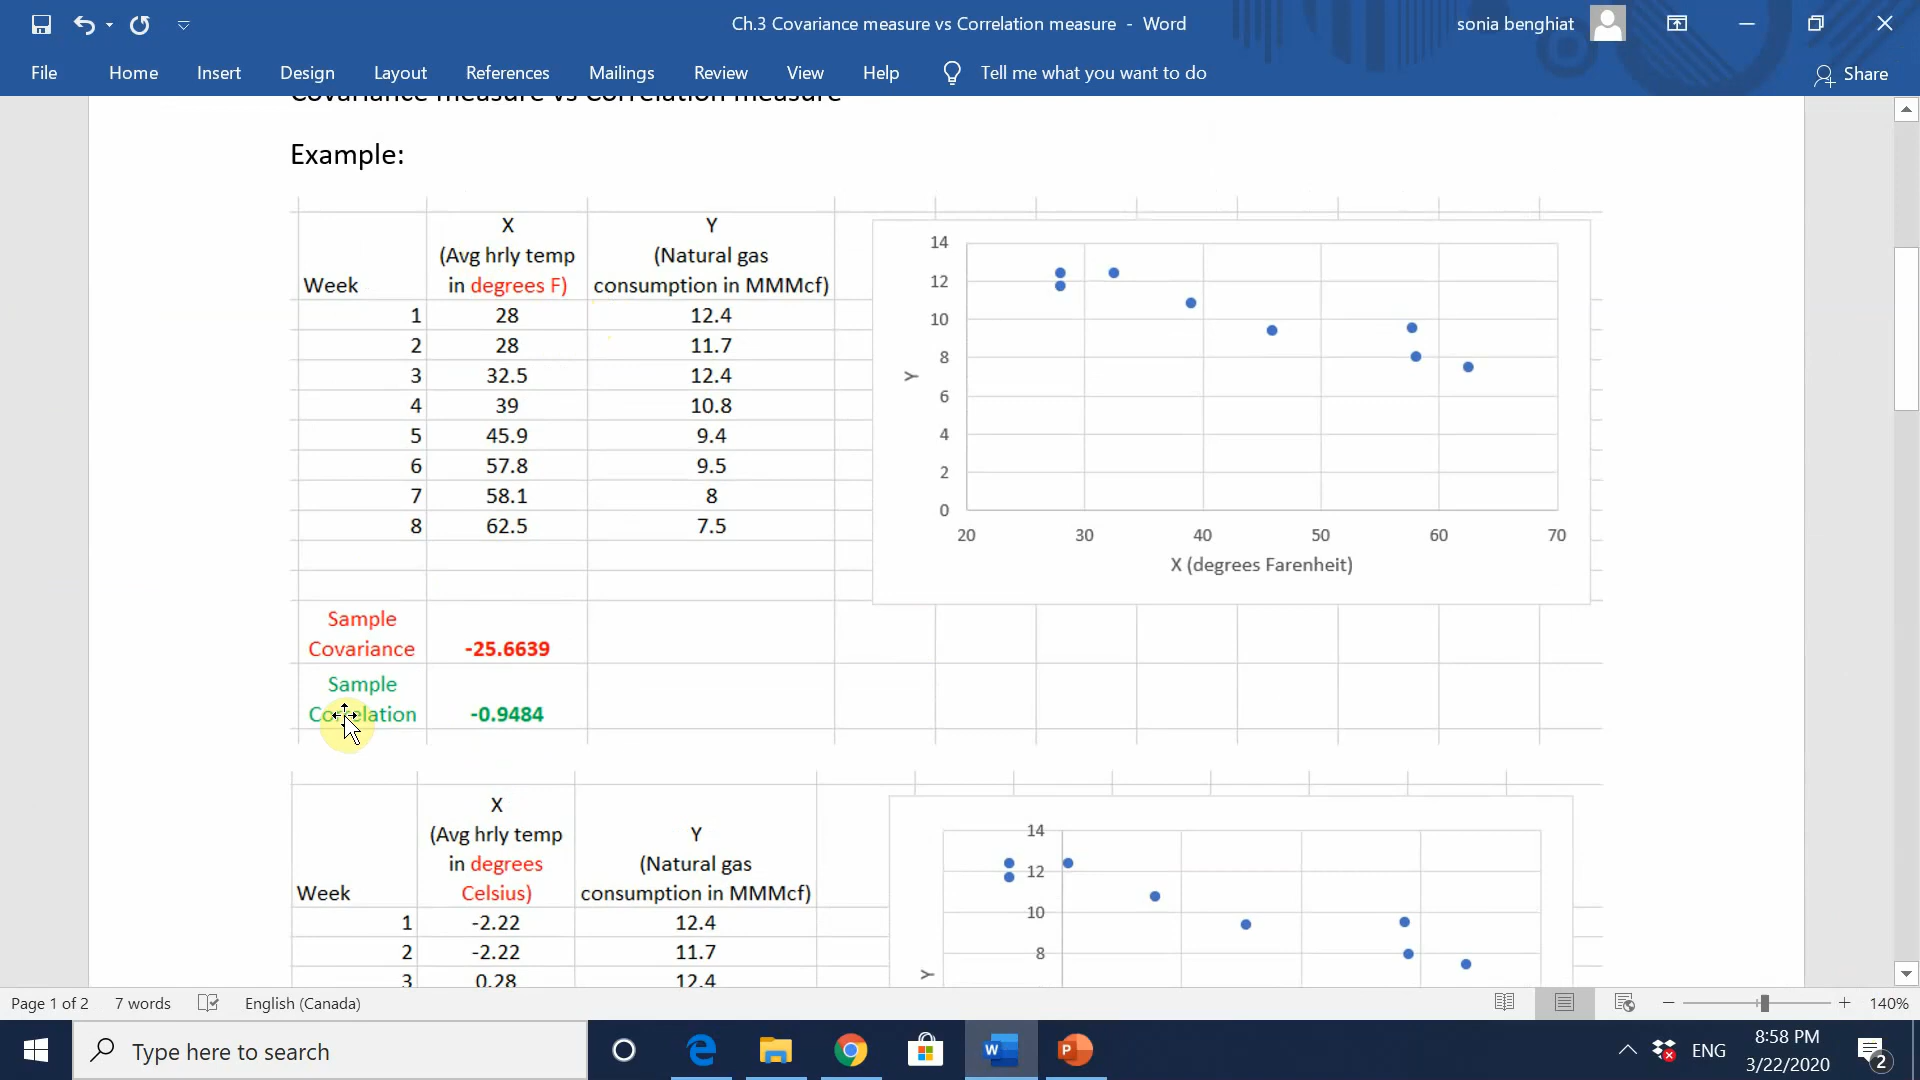 Ch.3 Covariance measure vs Correlation measure - Word
sonia benghiat
File Home Insert Design Layout References Mailings Review View Help Tell me what you want to do Share
Covariance measure vs Correlation measure
Example:
Week
X
(Avg hrly temp
in degrees F)
Y
(Natural gas
consumption in MMMcf)
1 28 12.4
2 28 11.7
3 32.5 12.4
4 39 10.8
5 45.9 9.4
6 57.8 9.5
7 58.1 8
8 62.5 7.5
Sample
Covariance -25.6639
Sample
Correlation -0.9484
14
12
10
8
6
4
2
0
Y
20 30 40 50 60 70
X (degrees Farenheit)
Week
X
(Avg hrly temp
in degrees
Celsius)
Y
(Natural gas
consumption in MMMcf)
1 -2.22 12.4
2 -2.22 11.7
3 0.28 12.4
14
12
10
8
Y
Page 1 of 2 7 words English (Canada) 140%
Type here to search
ENG
8:58 PM
3/22/2020
2